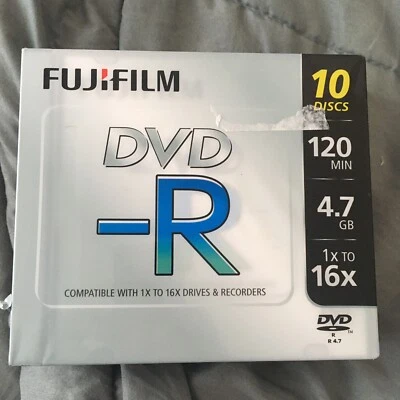 FUJIFILM
DVD
-R
COMPATIBLE WITH 1X TO 16X DRIVES & RECORDERS
10
DISCS
120
MIN
4.7
GB
1X TO
16X
DVD™
R
R 4.7